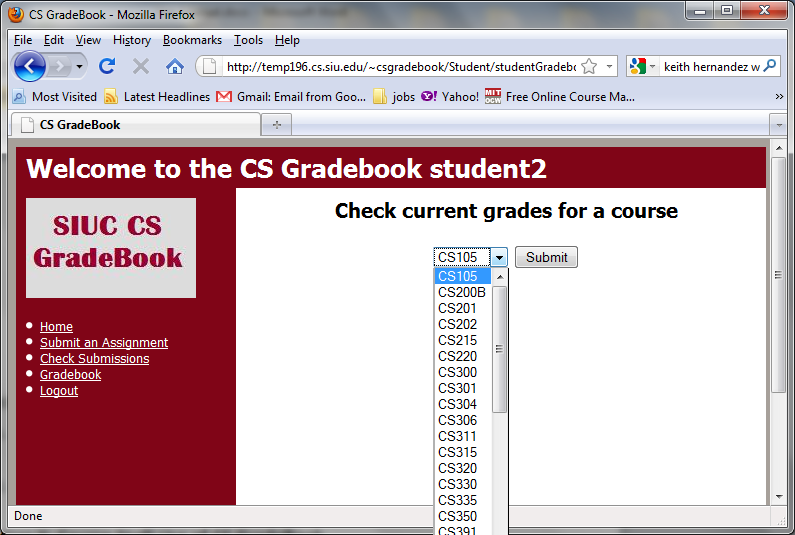 CS GradeBook - Mozilla Firefox
File Edit View History Bookmarks Tools Help
http://temp196.cs.siu.edu/~csgradebook/Student/studentGradebo
keith hernandez w
Most Visited Latest Headlines Gmail: Email from Goo... jobs Yahoo! MIT OCW Free Online Course Ma... »
CS GradeBook
Welcome to the CS Gradebook student2
SIUC CS
GradeBook
Home
Submit an Assignment
Check Submissions
Gradebook
Logout
Check current grades for a course
CS105 Submit
CS105
CS200B
CS201
CS202
CS215
CS220
CS300
CS301
CS304
CS306
CS311
CS315
CS320
CS330
CS335
CS350
CS391
Done